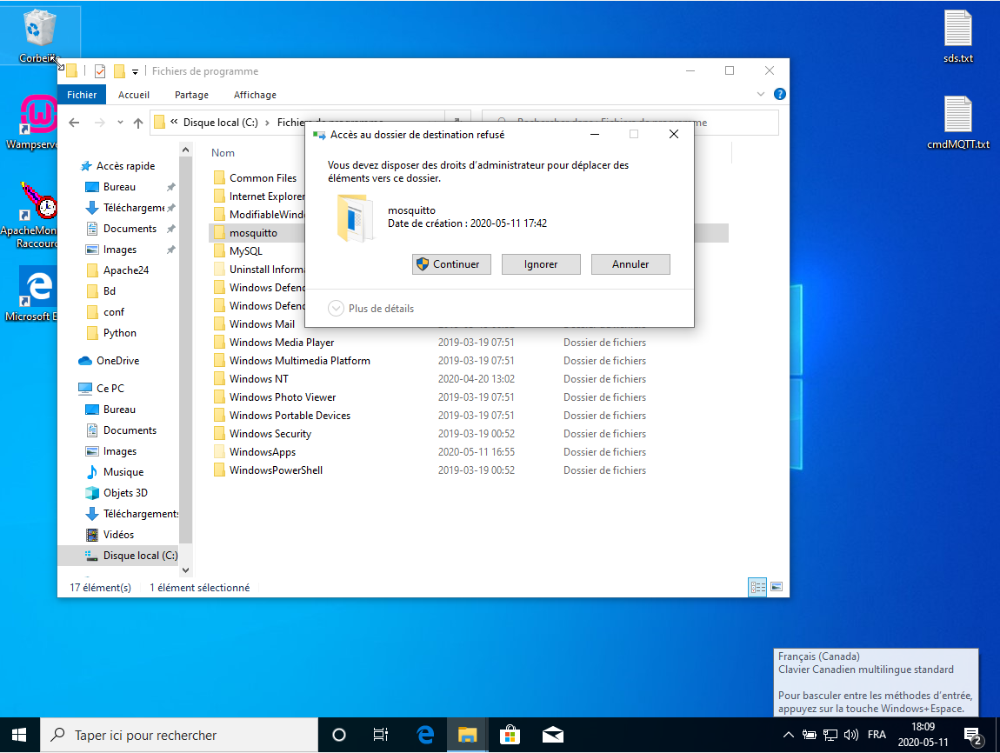 Corbeille
sds.txt
Wampserve
cmdMQTT.txt
ApacheMoni
Raccourc
Microsoft E
Fichiers de programme
Fichier
Accueil
Partage
Affichage
« Disque local (C:) > Fichiers de programme
Rechercher dans : Fichiers de programme
Accès rapide
Bureau
Téléchargeme
Documents
Images
Apache24
Bd
conf
Python
OneDrive
Ce PC
Bureau
Documents
Images
Musique
Objets 3D
Téléchargements
Vidéos
Disque local (C:)
Nom
Common Files
Internet Explorer
ModifiableWindo
mosquitto
MySQL
Uninstall Informa
Windows Defend
Windows Defend
Windows Mail
Windows Media Player 2019-03-19 07:51 Dossier de fichiers
Windows Multimedia Platform 2019-03-19 07:51 Dossier de fichiers
Windows NT 2020-04-20 13:02 Dossier de fichiers
Windows Photo Viewer 2019-03-19 07:51 Dossier de fichiers
Windows Portable Devices 2019-03-19 07:51 Dossier de fichiers
Windows Security 2019-03-19 00:52 Dossier de fichiers
WindowsApps 2020-05-11 16:55 Dossier de fichiers
WindowsPowerShell 2019-03-19 00:52 Dossier de fichiers
17 élément(s)
1 élément sélectionné
Accès au dossier de destination refusé
Vous devez disposer des droits d’administrateur pour déplacer des
éléments vers ce dossier.
mosquitto
Date de création : 2020-05-11 17:42
Continuer
Ignorer
Annuler
Plus de détails
Français (Canada)
Clavier Canadien multilingue standard
Pour basculer entre les méthodes d’entrée,
appuyez sur la touche Windows+Espace.
Taper ici pour rechercher
FRA
18:09
2020-05-11
2